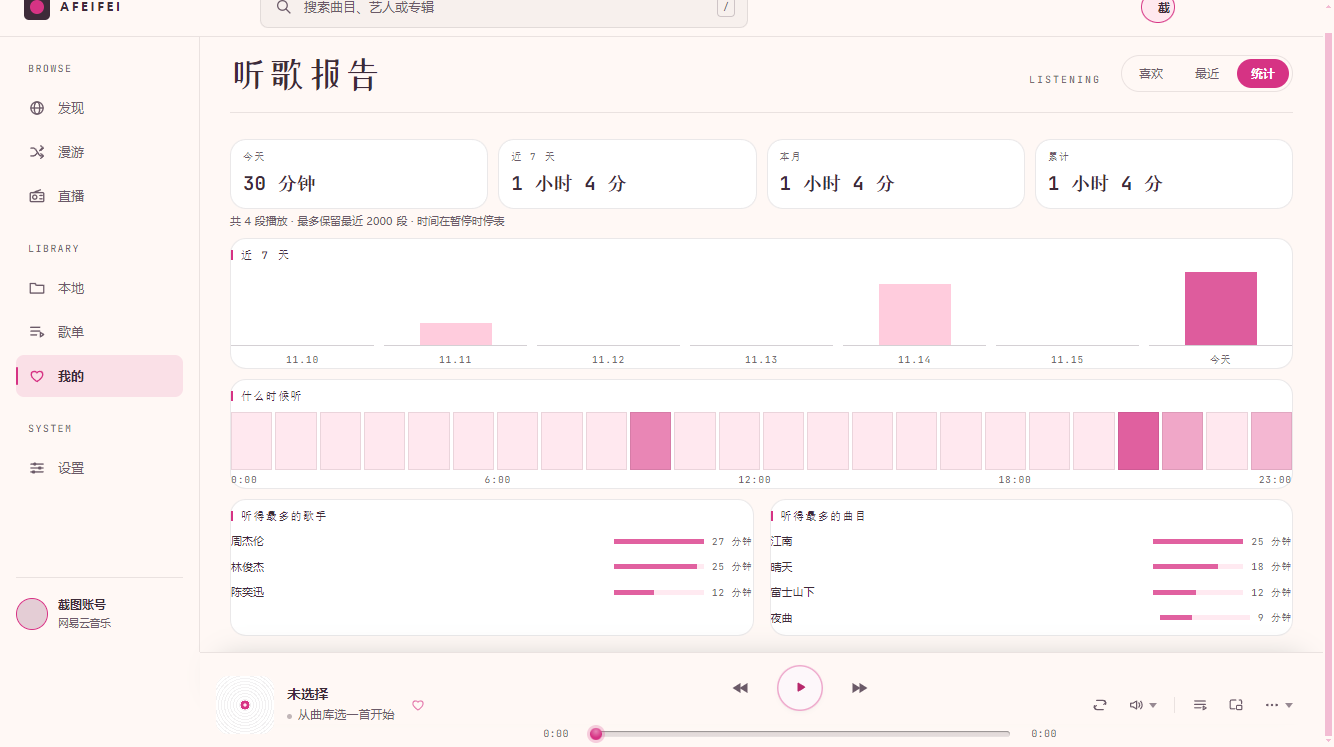 AFEIFEI
搜索曲目、艺人或专辑 /
截
BROWSE
发现
漫游
直播
LIBRARY
本地
歌单
我的
SYSTEM
设置
截图账号
网易云音乐
听歌报告
LISTENING 喜欢 最近 统计
今天 近 7 天 本月 累计
30 分钟 1 小时 4 分 1 小时 4 分 1 小时 4 分
共 4 段播放 · 最多保留最近 2000 段 · 时间在暂停时停表
近 7 天
11.10 11.11 11.12 11.13 11.14 11.15 今天
什么时候听
0:00 6:00 12:00 18:00 23:00
听得最多的歌手
周杰伦 27 分钟
林俊杰 25 分钟
陈奕迅 12 分钟
听得最多的曲目
江南 25 分钟
晴天 18 分钟
富士山下 12 分钟
夜曲 9 分钟
未选择
从曲库选一首开始
0:00 0:00